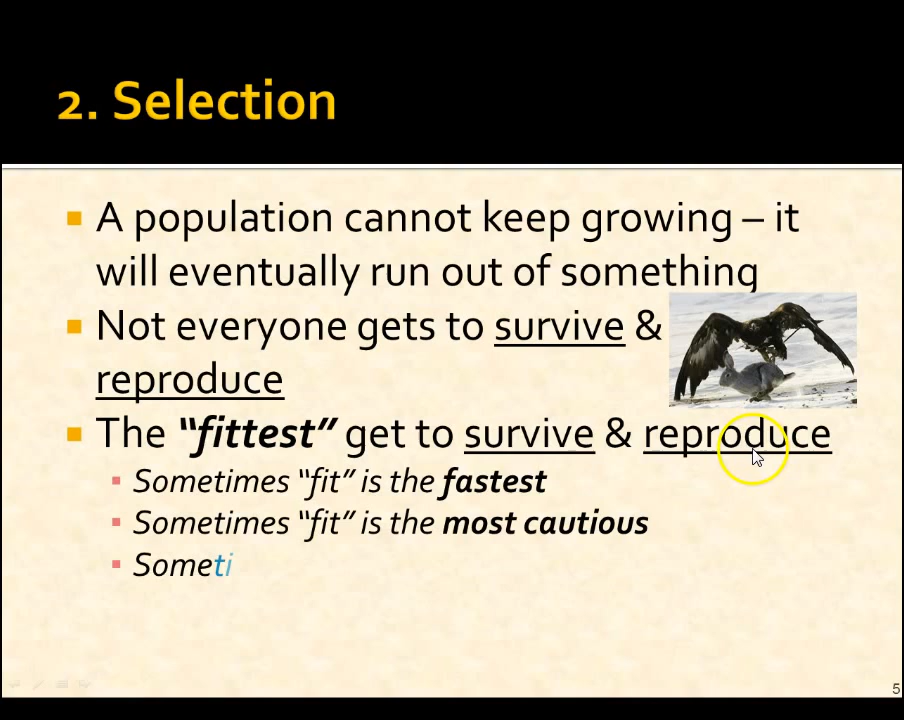 2. Selection
A population cannot keep growing – it
will eventually run out of something
Not everyone gets to survive &
reproduce
The “fittest” get to survive & reproduce
Sometimes “fit” is the fastest
Sometimes “fit” is the most cautious
Someti
5